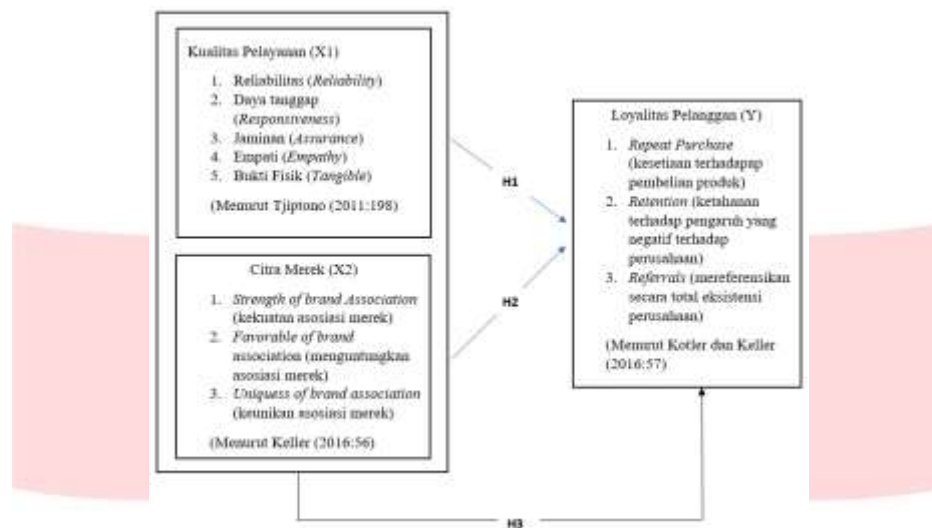 Kualitas Pelayanan (X1)
1. Reliabilitas (Reliability)
2. Daya tanggap
(Responsiveness)
3. Jaminan (Assurance)
4. Empati (Empathy)
5. Bukti Fisik (Tangible)
(Menurut Tjiptono (2011:198)
H1
Citra Merek (X2)
1. Strength of brand Association
(kekuatan asosiasi merek)
2. Favorable of brand
association (menguntungkan
asosiasi merek)
3. Uniquess of brand association
(keunikan asosiasi merek)
(Menurut Keller (2016:56)
H2
Loyalitas Pelanggan (Y)
1. Repeat Purchase
(kesetiaan terhadapap
pembelian produk)
2. Retention (ketahanan
terhadap pengaruh yang
negatif terhadap
perusahaan)
3. Referrals (mereferensikan
secara total eksistensi
perusahaan)
(Menurut Kotler dan Keller
(2016:57)
H3